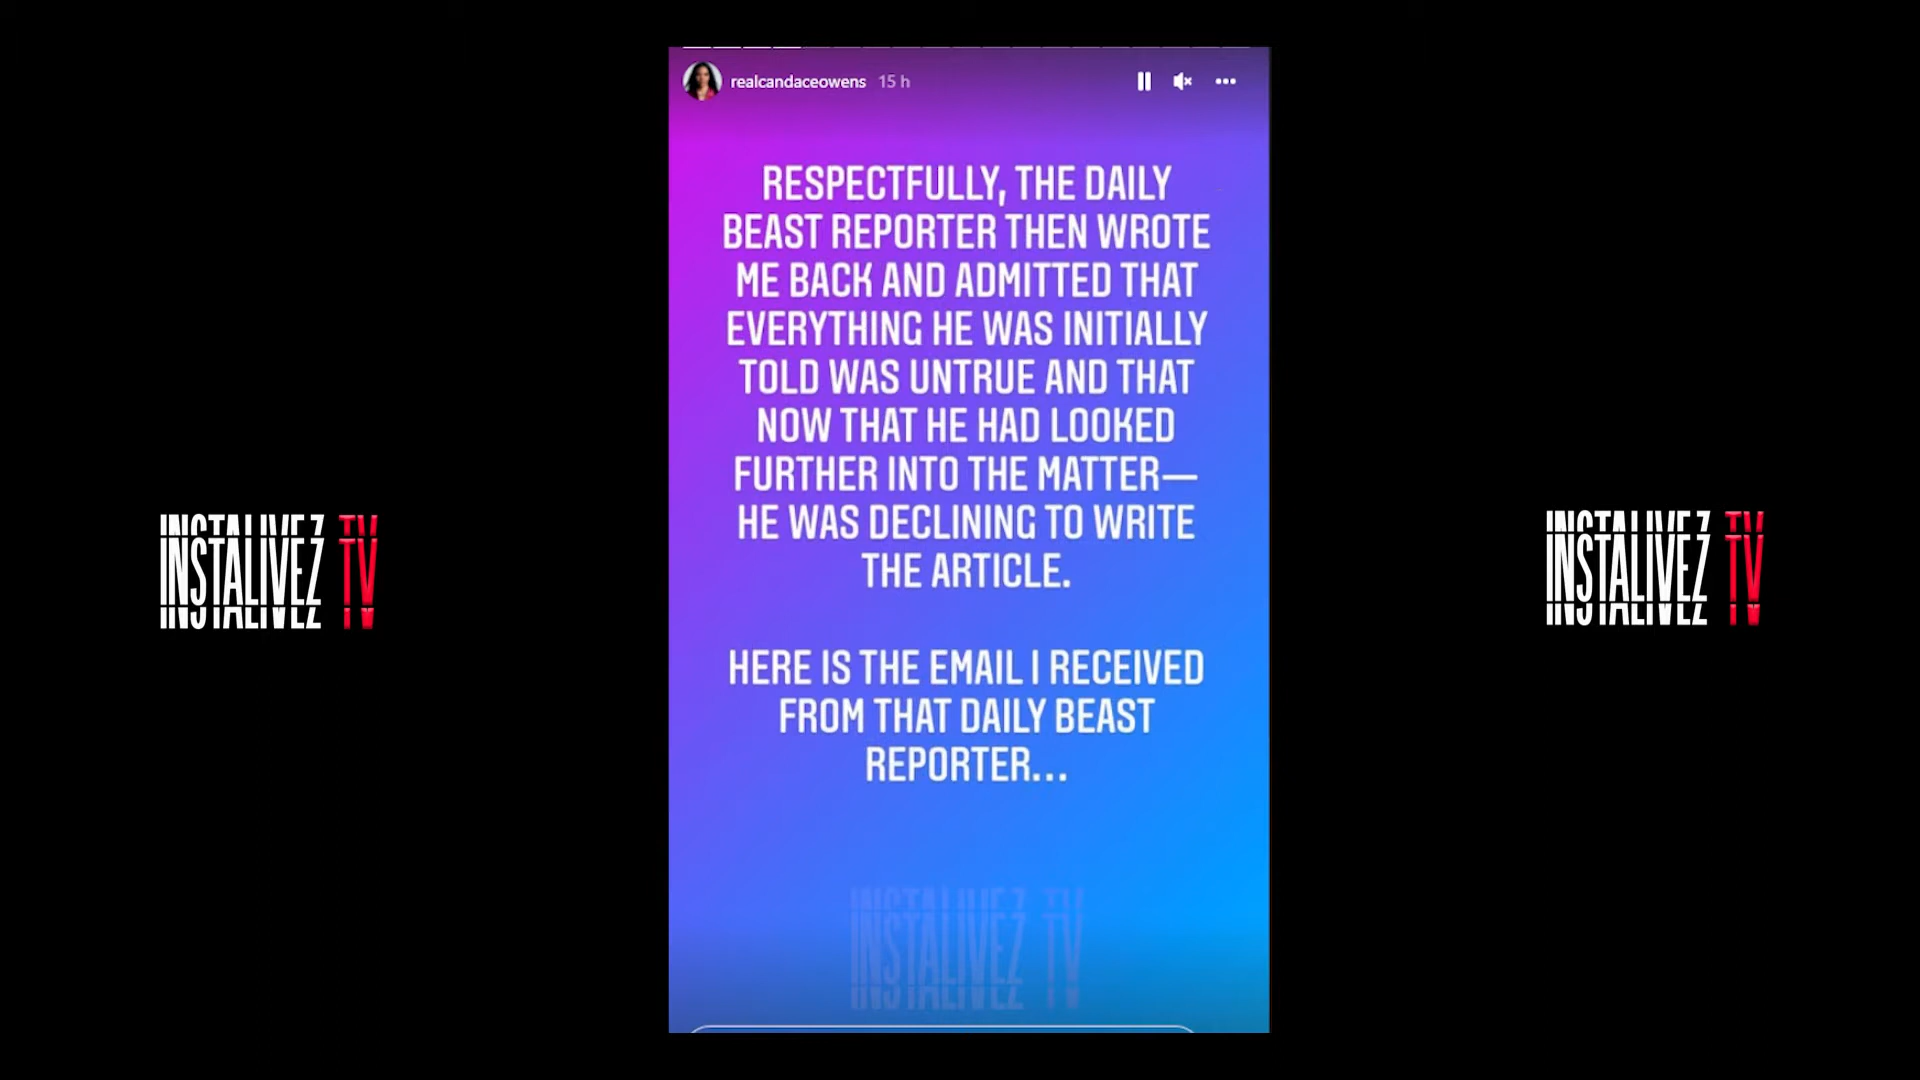 realcandaceowens 15 h
RESPECTFULLY, THE DAILY
BEAST REPORTER THEN WROTE
ME BACK AND ADMITTED THAT
EVERYTHING HE WAS INITIALLY
TOLD WAS UNTRUE AND THAT
NOW THAT HE HAD LOOKED
FURTHER INTO THE MATTER—
HE WAS DECLINING TO WRITE
THE ARTICLE.
HERE IS THE EMAIL I RECEIVED
FROM THAT DAILY BEAST
REPORTER...
INSTALIVEZ TV
INSTALIVEZ TV
INSTALIVEZ TV